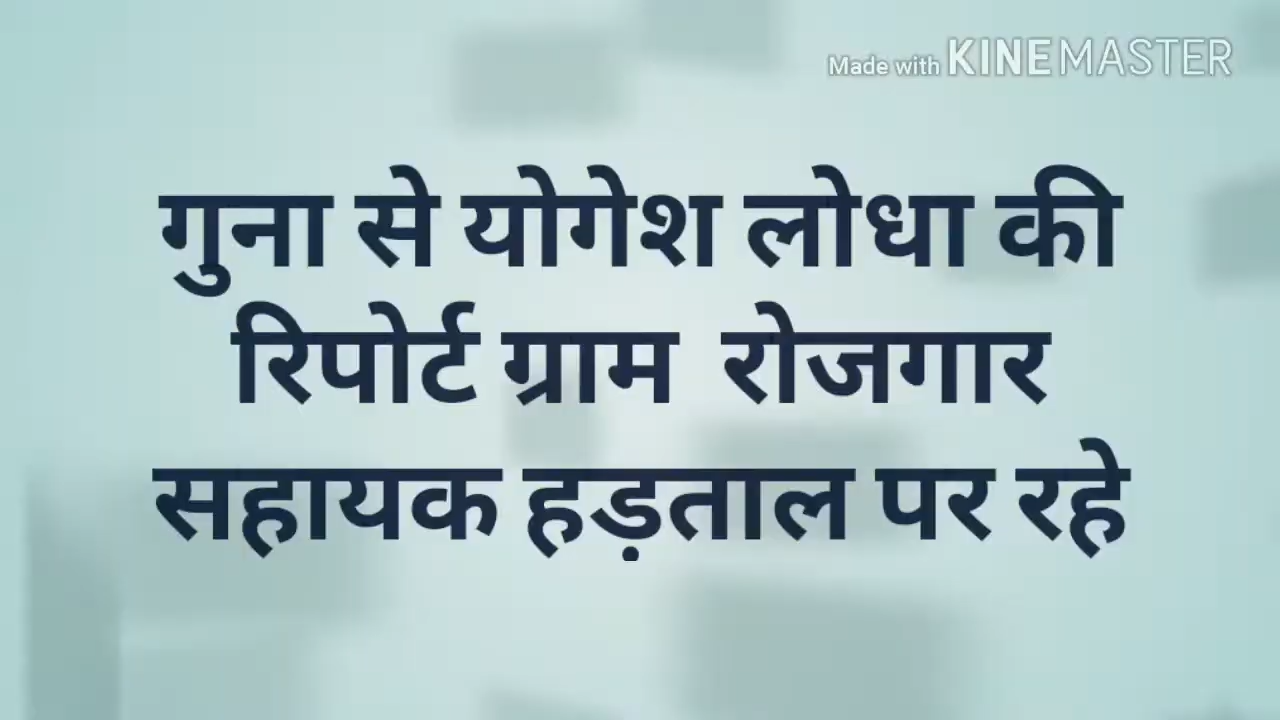 Made with KINEMASTER
गुना से योगेश लोधा की
रिपोर्ट ग्राम रोजगार
सहायक हड़ताल पर रहे